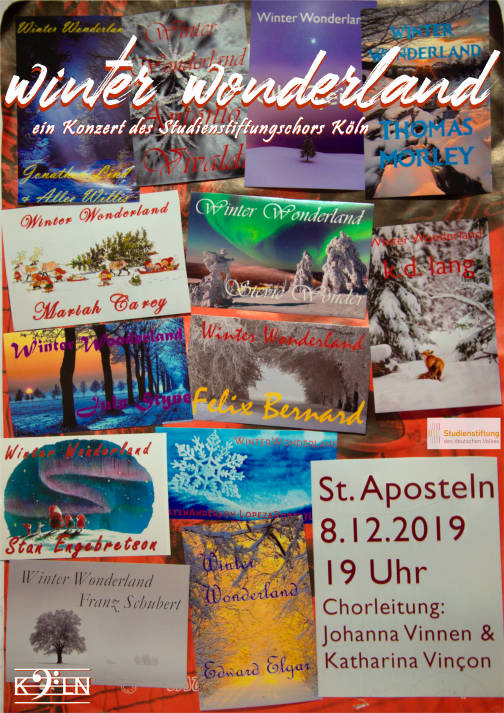 Winter Wonderland
Winter
Wonderland
Vivaldi
Winter Wonderland
WINTER
WONDERLAND
winter wonderland
ein Konzert des Studienstiftungschors Köln
THOMAS
MORLEY
Jonathan Lind
& Allee Willis
Winter Wonderland
Mariah Carey
Winter Wonderland
Stevie Wonder
Winter Wonderland
k.d. lang
Winter Wonderland
Jule Styne
Winter Wonderland
Felix Bernard
Studienstiftung
des deutschen Volkes
Winter Wonderland
Stan Engebretson
WINTERWONDERLAND
St. Aposteln
8.12.2019
19 Uhr
Chorleitung:
Johanna Vinnen &
Katharina Vinçon
Winter Wonderland
Franz Schubert
Winter
Wonderland
Edward Elgar
KÖLN